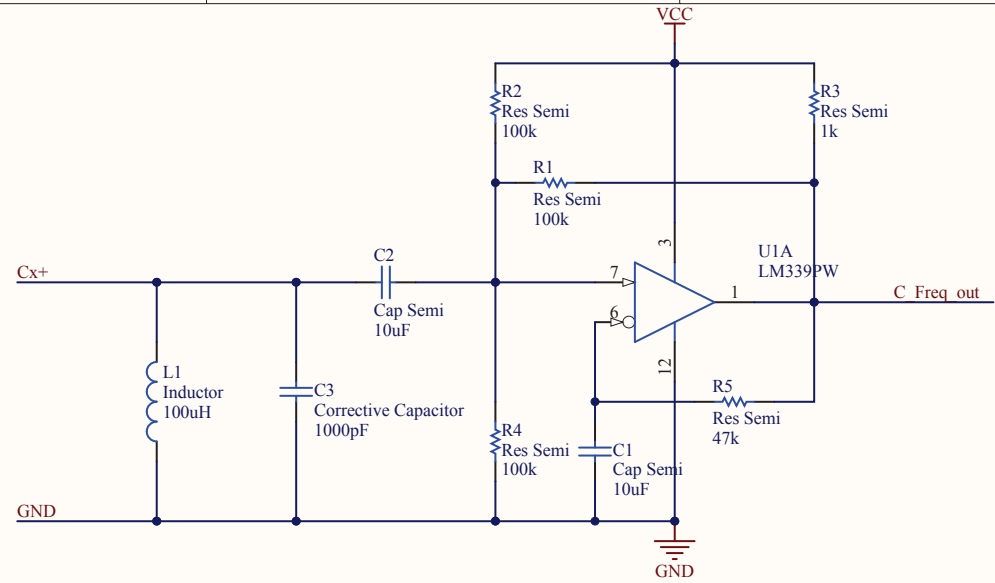 VCC
R2
Res Semi
100k
R3
Res Semi
1k
R1
Res Semi
100k
3
U1A
LM339PW
C2
Cap Semi
10uF
Cx+
7
6
1
C_Freq_out
12
L1
Inductor
100uH
C3
Corrective Capacitor
1000pF
R5
Res Semi
47k
R4
Res Semi
100k
C1
Cap Semi
10uF
GND
GND